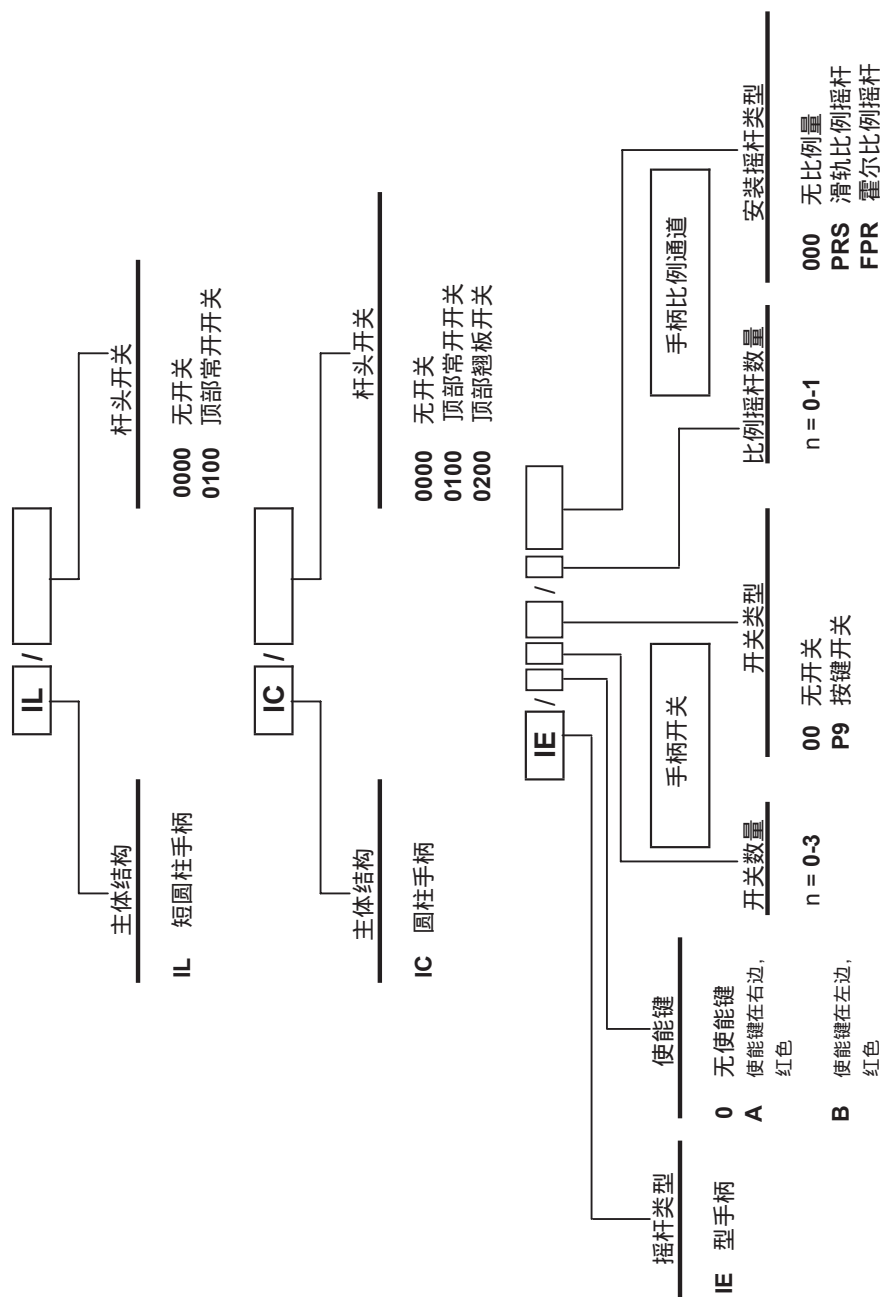 IL /
主体结构
IL 短圆柱手柄
杆头开关
0000 无开关
0100 顶部常开开关
IC /
主体结构
IC 圆柱手柄
杆头开关
0000 无开关
0100 顶部常开开关
0200 顶部翘板开关
IE / /
摇杆类型
IE 型手柄
使能键
0 无使能键
A 使能键在右边，
红色
B 使能键在左边，
红色
手柄开关
开关数量
n = 0-3
开关类型
00 无开关
P9 按键开关
手柄比例通道
比例摇杆数量
n = 0-1
安装摇杆类型
000 无比例量
PRS 滑轨比例摇杆
FPR 霍尔比例摇杆